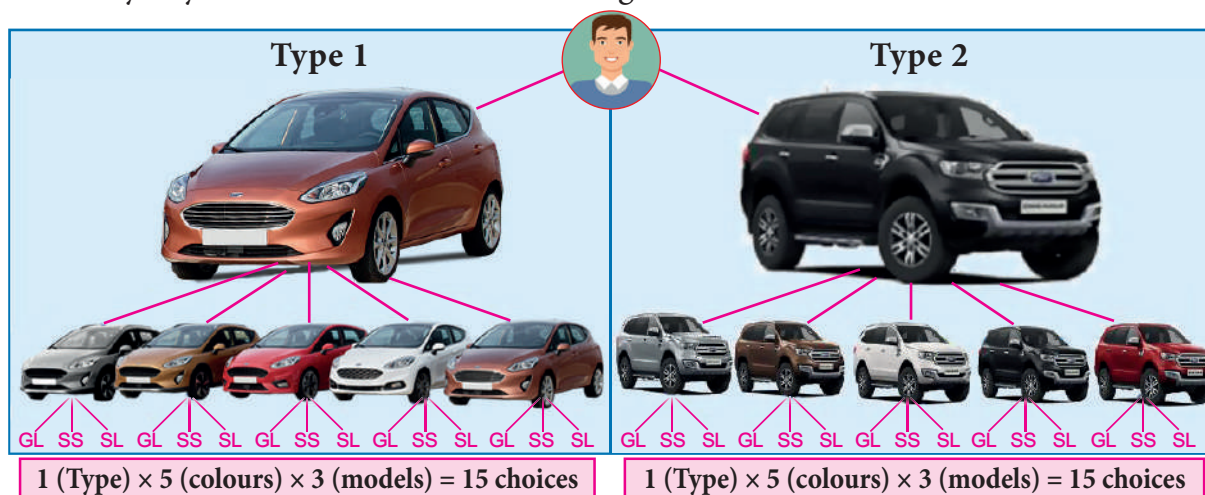 Type 1
Type 2
GL SS SL GL SS SL GL SS SL GL SS SL GL SS SL
GL SS SL GL SS SL GL SS SL GL SS SL GL SS SL
1 (Type) × 5 (colours) × 3 (models) = 15 choices
1 (Type) × 5 (colours) × 3 (models) = 15 choices